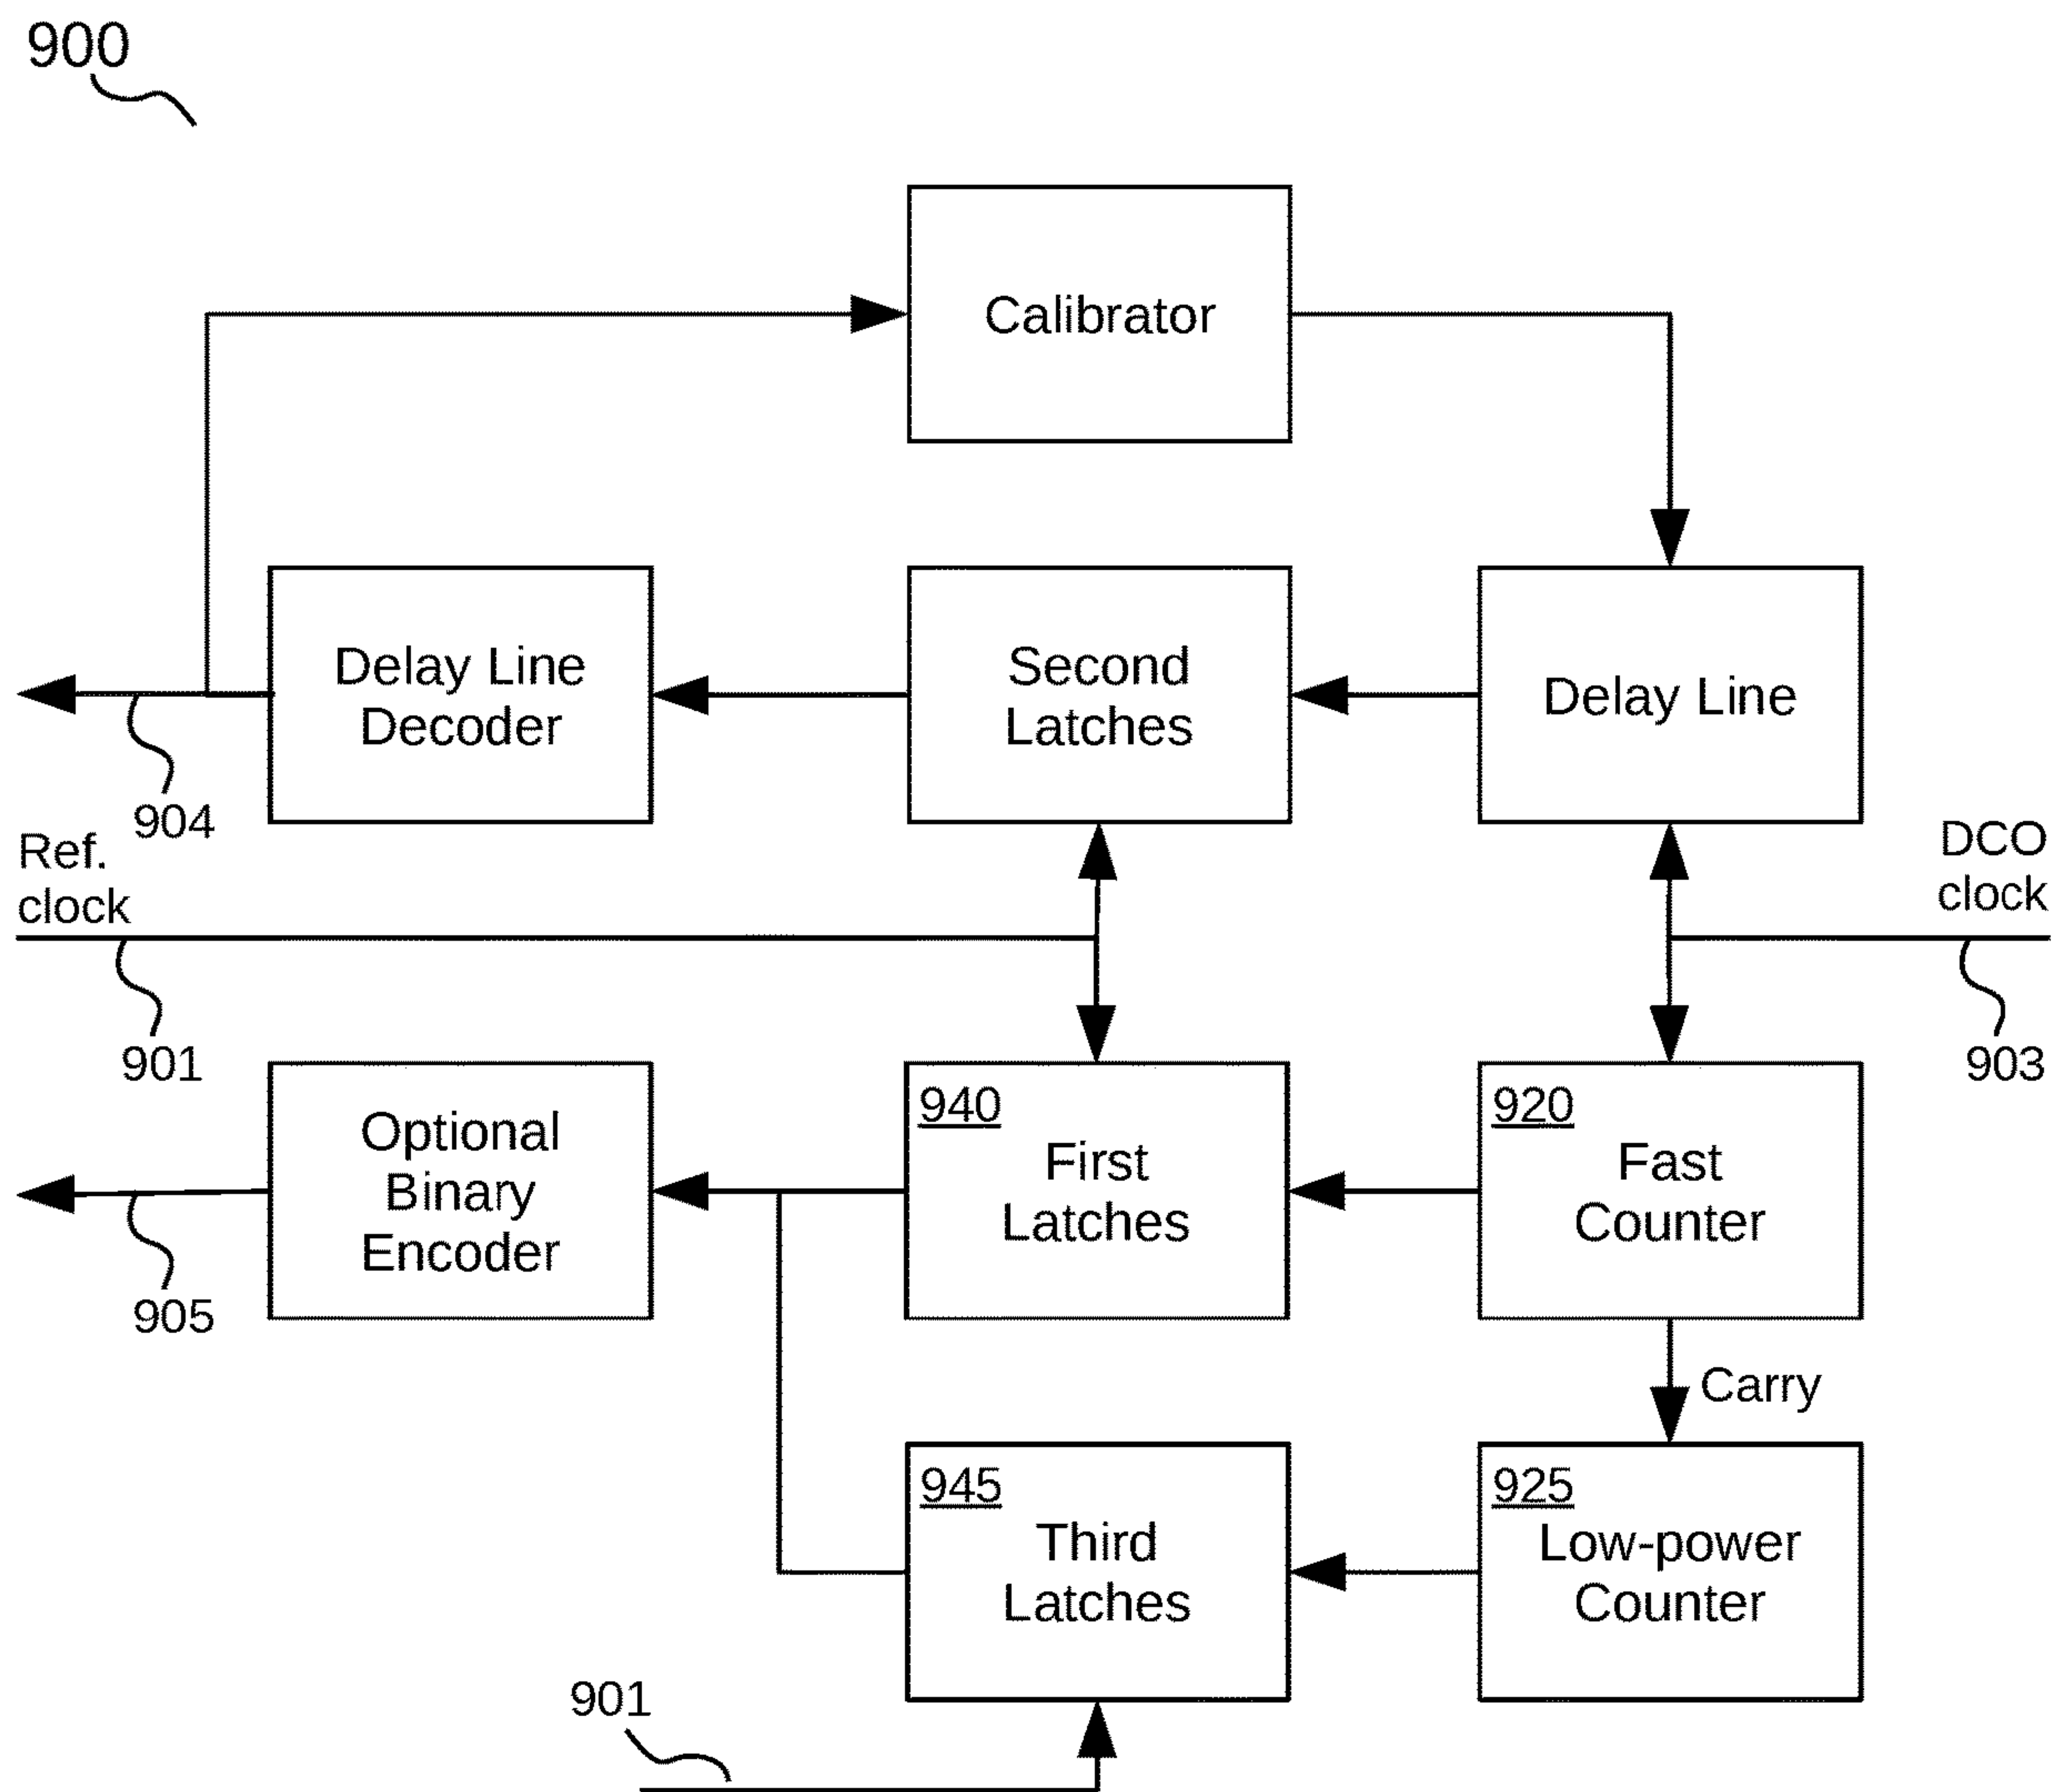 900
Calibrator
Delay Line
Decoder
Second
Latches
Delay Line
904
Ref.
clock
DCO
clock
901
903
Optional
Binary
Encoder
940
First
Latches
920
Fast
Counter
905
Carry
945
Third
Latches
925
Low-power
Counter
901